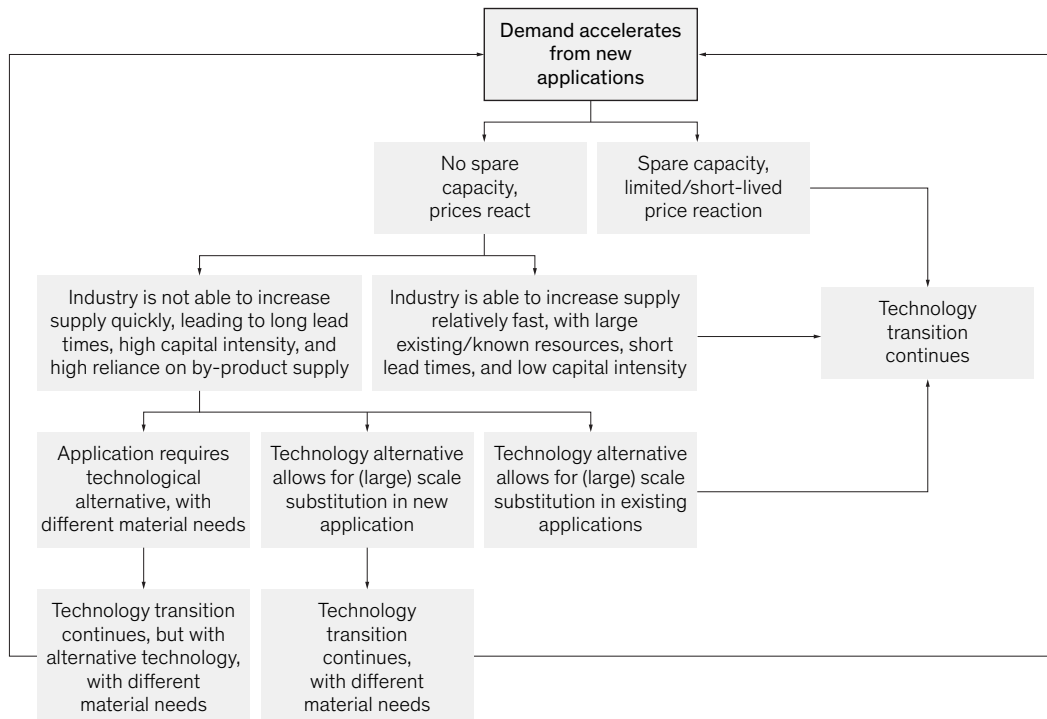 Demand accelerates
from new
applications
No spare
capacity,
prices react
Spare capacity,
limited/short-lived
price reaction
Industry is not able to increase
supply quickly, leading to long lead
times, high capital intensity, and
high reliance on by-product supply
Industry is able to increase supply
relatively fast, with large
existing/known resources, short
lead times, and low capital intensity
Technology
transition
continues
Application requires
technological
alternative, with
different material needs
Technology alternative
allows for (large) scale
substitution in new
application
Technology alternative
allows for (large) scale
substitution in existing
applications
Technology transition
continues, but with
alternative technology,
with different
material needs
Technology
transition
continues,
with different
material needs